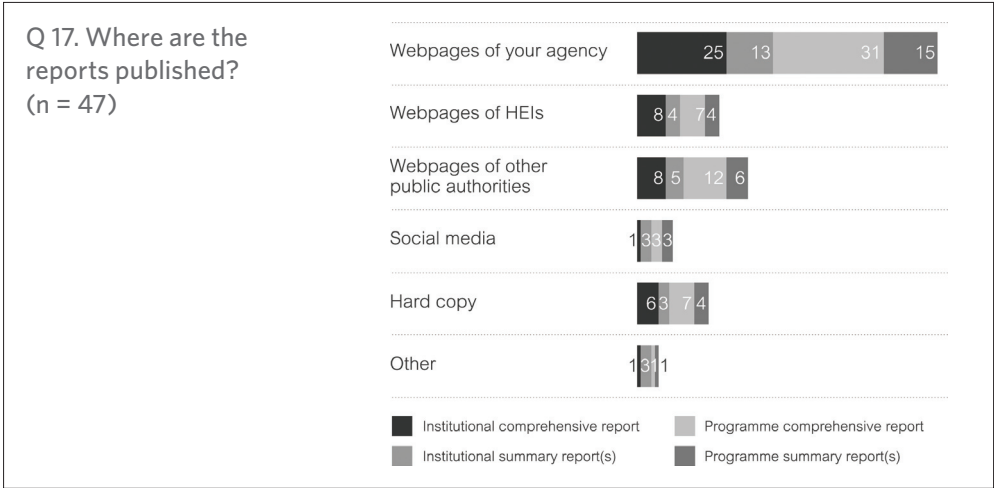 Q 17. Where are the
reports published?
(n = 47)
Webpages of your agency
25 13 31 15
Webpages of HEIs
8 4 7 4
Webpages of other
public authorities
8 5 12 6
Social media
1 3 3 3
Hard copy
6 3 7 4
Other
1 3 1 1
Institutional comprehensive report
Programme comprehensive report
Institutional summary report(s)
Programme summary report(s)